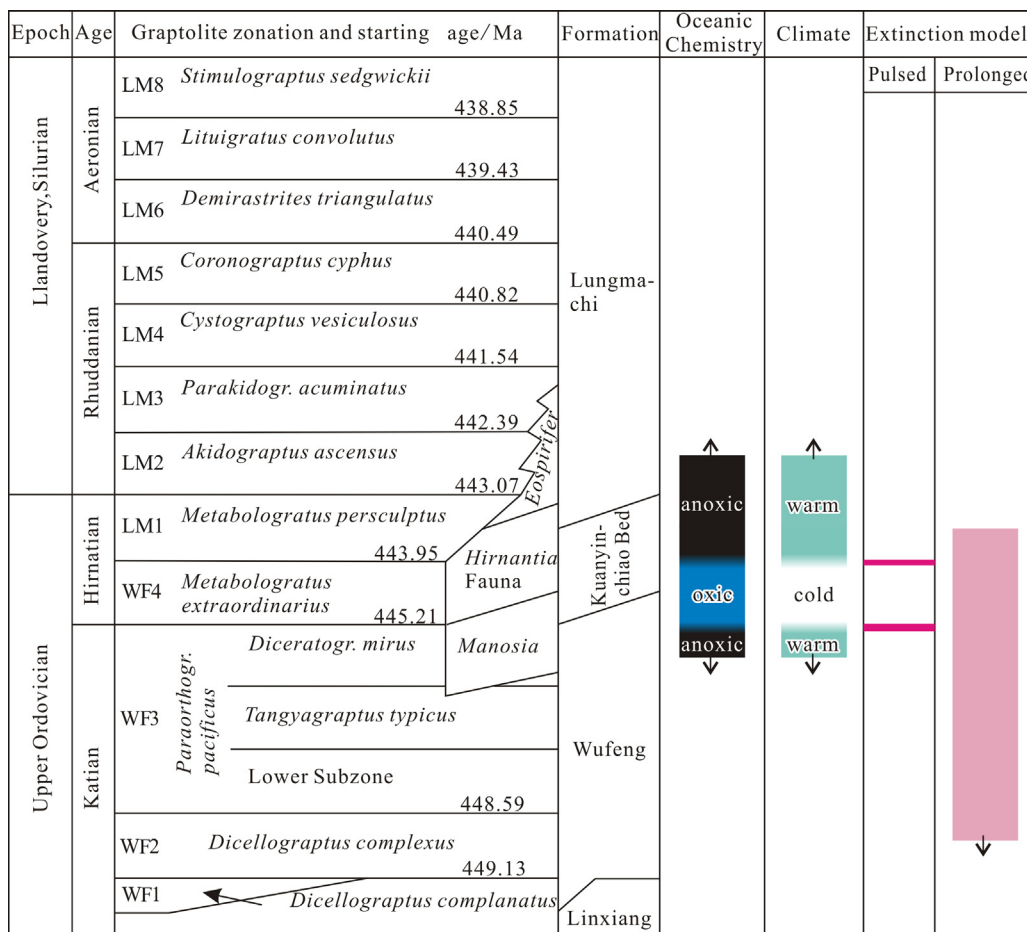 Epoch Age Graptolite zonation and starting age/Ma Formation Oceanic Chemistry Climate Extinction model
Pulsed Prolonged
Llandovery,Silurian
Upper Ordovician
Aeronian
Rhuddanian
Hirnatian
Katian
LM8 Stimulograptus sedgwickii
438.85
LM7 Lituigratus convolutus
439.43
LM6 Demirastrites triangulatus
440.49
LM5 Coronograptus cyphus
440.82
LM4 Cystograptus vesiculosus
441.54
LM3 Parakidogr. acuminatus
442.39
LM2 Akidograptus ascensus
443.07
LM1 Metabologratus persculptus
443.95
WF4 Metabologratus
extraordinarius
445.21
WF3
Paraorthogr.
pacificus
Diceratogr. mirus
Tangyagraptus typicus
Lower Subzone
448.59
WF2 Dicellograptus complexus
449.13
WF1
Dicellograptus complanatus
Eospirifer
Hirnantia
Fauna
Manosia
Lungma-
chi
Kuanyin-
chiao Bed
Wufeng
Linxiang
anoxic
oxic
anoxic
warm
cold
warm